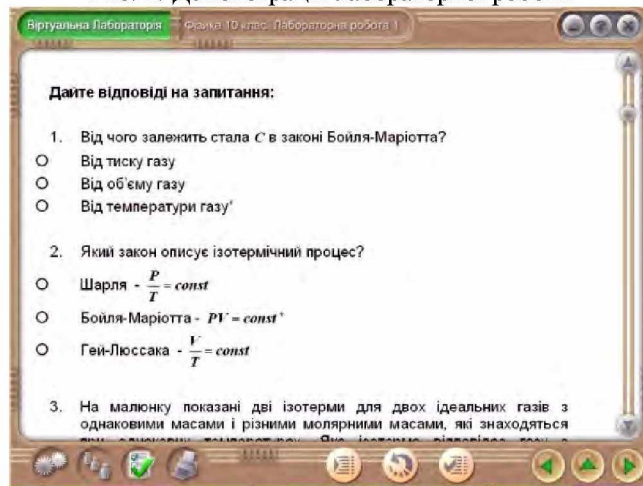 Віртуальна Лабораторія
Фізика 10 клас. Лабораторна робота 1
Дайте відповіді на запитання:
1. Від чого залежить стала C в законі Бойля-Маріотта?
Від тиску газу
Від об'єму газу
Від температури газу+
2. Який закон описує ізотермічний процес?
Шарля - P/T = const
Бойля-Маріотта - PV = const+
Гей-Люссака - V/T = const
3. На малюнку показані дві ізотерми для двох ідеальних газів з
однаковими масами і різними молярними масами, які знаходяться